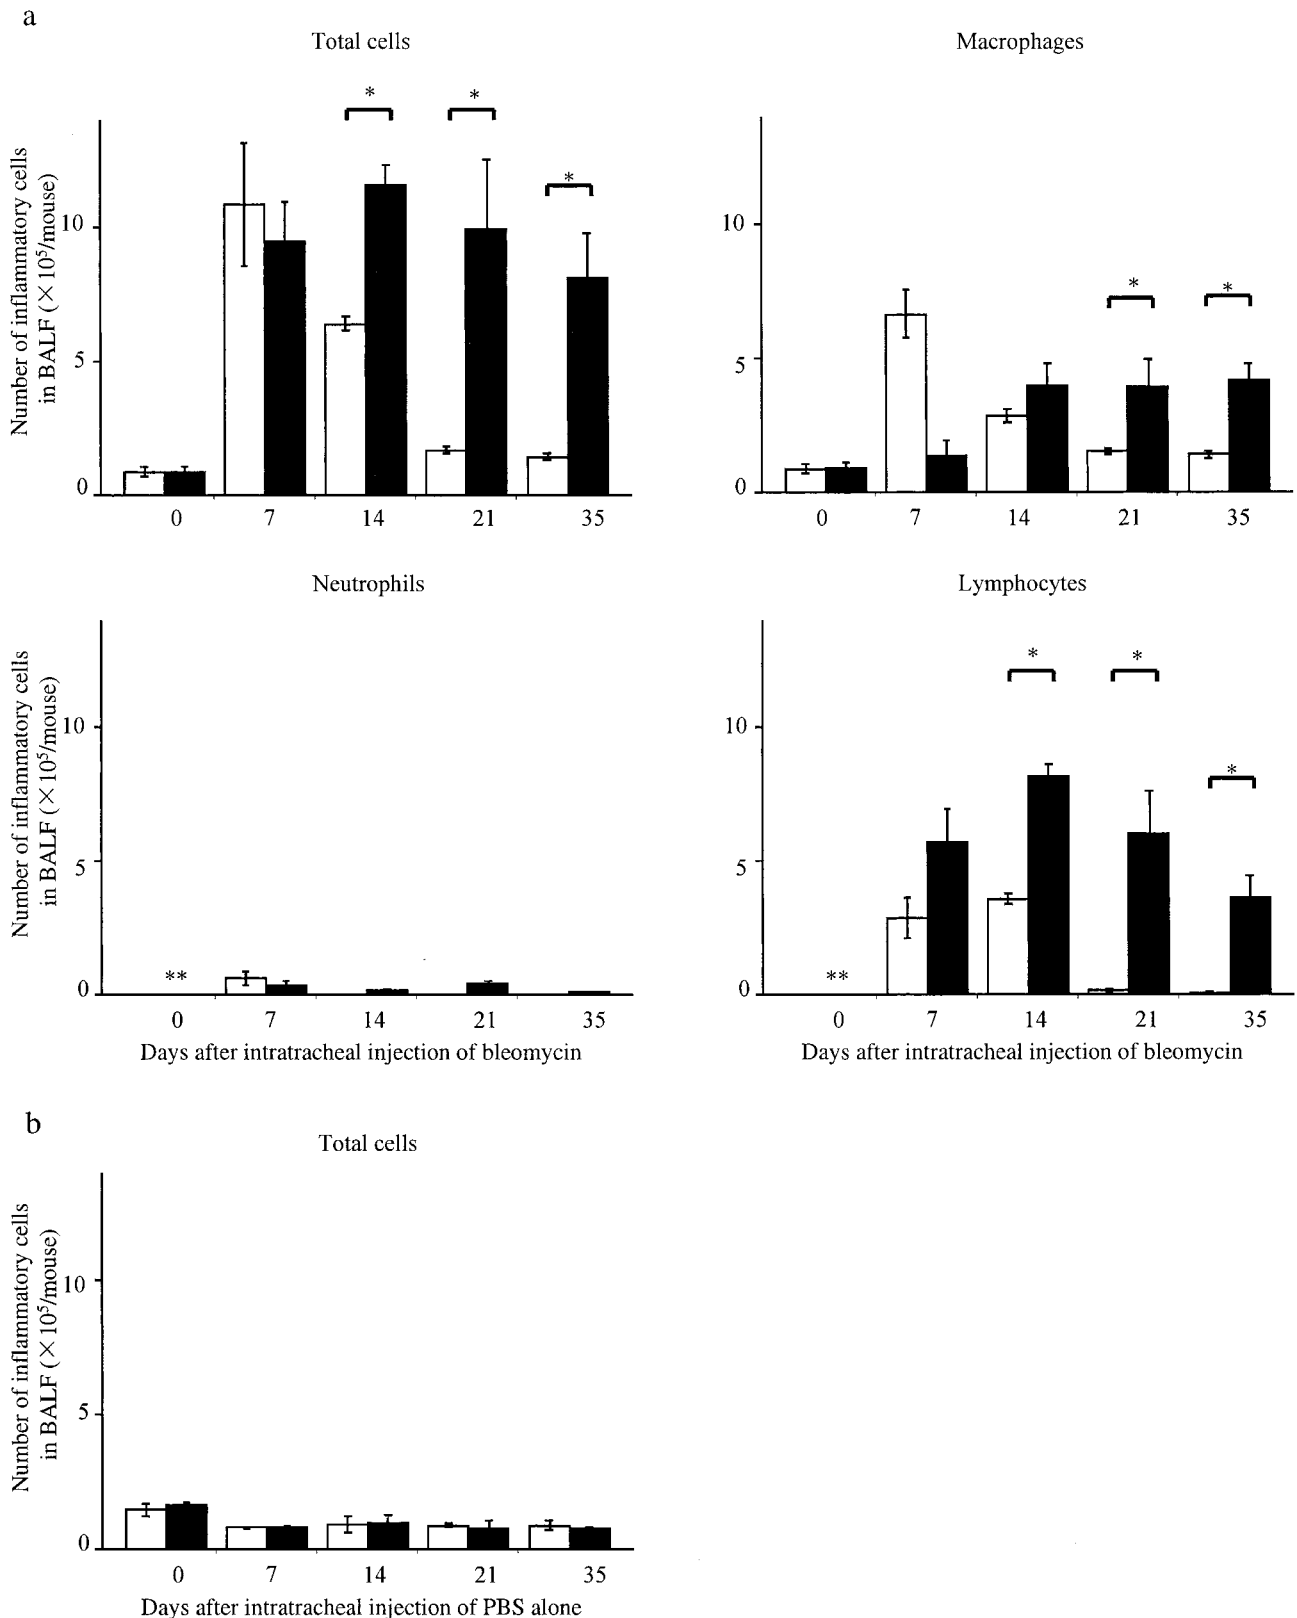 a
Total cells
Macrophages
Number of inflammatory cells
in BALF (×10⁵/mouse)
10
5
0
*
*
*
0 7 14 21 35
10
5
0
*
*
0 7 14 21 35
Neutrophils
Lymphocytes
Number of inflammatory cells
in BALF (×10⁵/mouse)
10
5
0
**
0 7 14 21 35
Days after intratracheal injection of bleomycin
10
5
0
*
*
*
**
0 7 14 21 35
Days after intratracheal injection of bleomycin
b
Total cells
Number of inflammatory cells
in BALF (×10⁵/mouse)
10
5
0
0 7 14 21 35
Days after intratracheal injection of PBS alone